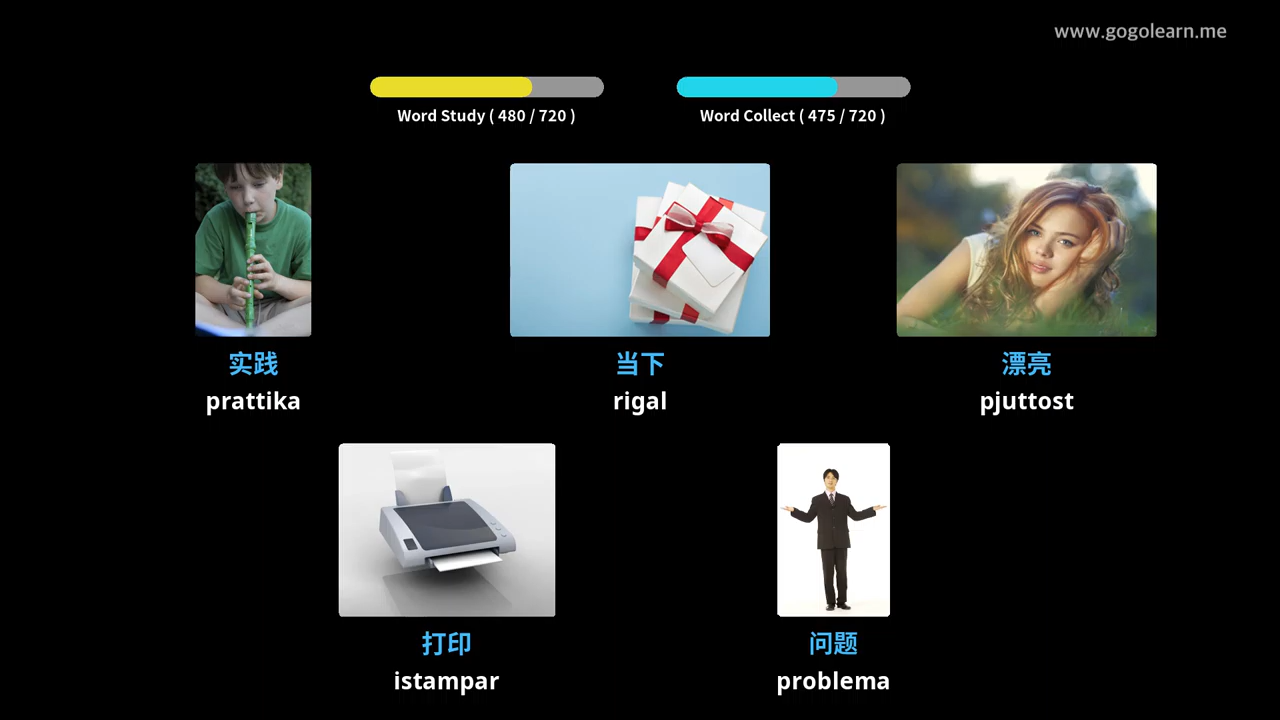 www.gogolearn.me
Word Study ( 480 / 720 )
Word Collect ( 475 / 720 )
实践
prattika
当下
rigal
漂亮
pjuttost
打印
istampar
问题
problema